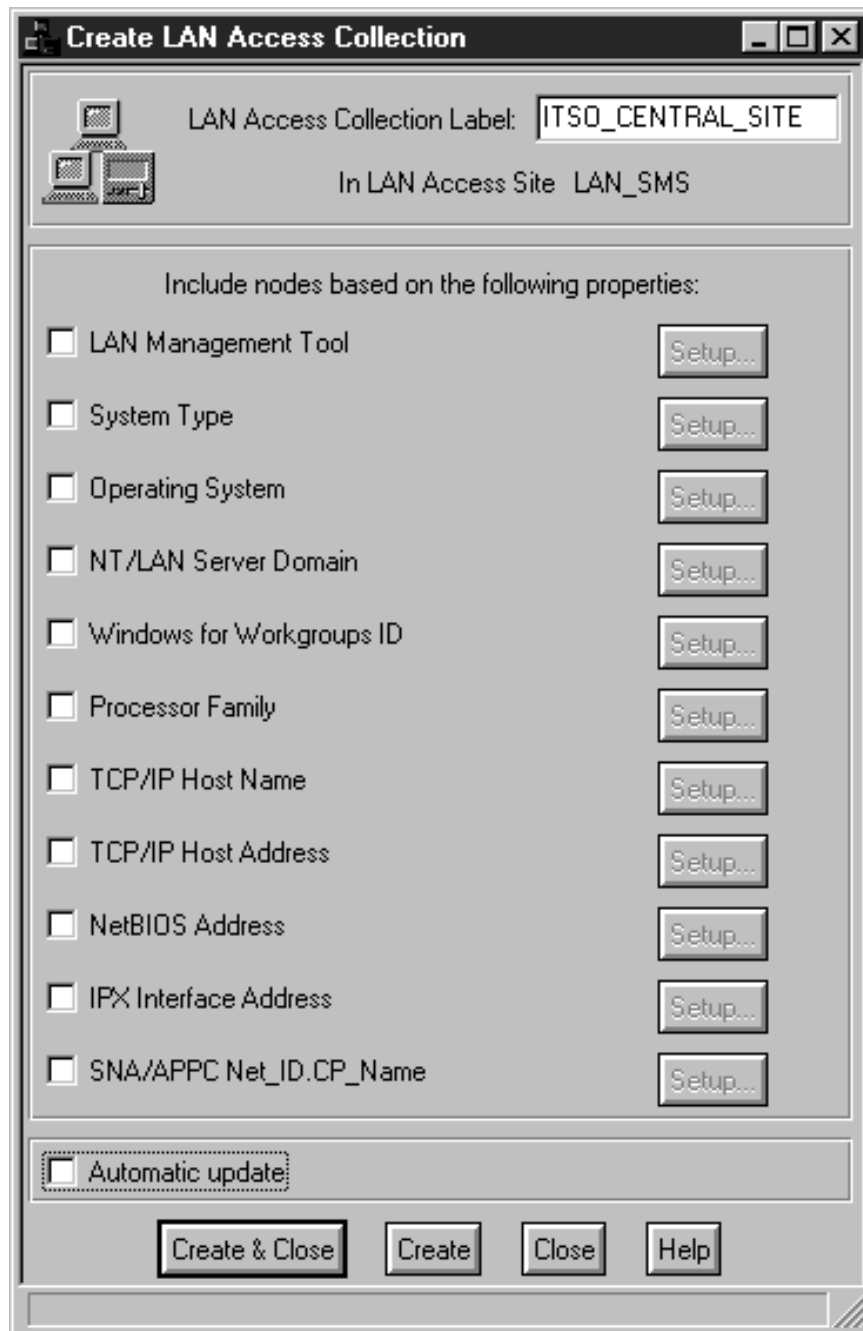 Create LAN Access Collection
LAN Access Collection Label: ITSO_CENTRAL_SITE
In LAN Access Site LAN_SMS
Include nodes based on the following properties:
LAN Management Tool Setup...
System Type Setup...
Operating System Setup...
NT/LAN Server Domain Setup...
Windows for Workgroups ID Setup...
Processor Family Setup...
TCP/IP Host Name Setup...
TCP/IP Host Address Setup...
NetBIOS Address Setup...
IPX Interface Address Setup...
SNA/APPC Net_ID.CP_Name Setup...
Automatic update
Create & Close Create Close Help